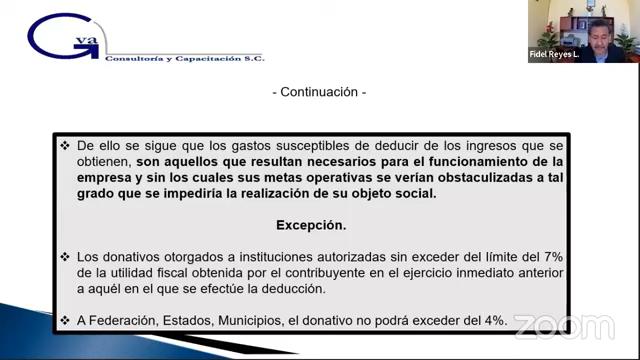 Gva
Consultoría y Capacitación S.C.
Fidel Reyes L.
- Continuación -
❖ De ello se sigue que los gastos susceptibles de deducir de los ingresos que se
obtienen, son aquellos que resultan necesarios para el funcionamiento de la
empresa y sin los cuales sus metas operativas se verían obstaculizadas a tal
grado que se impediría la realización de su objeto social.
Excepción.
❖ Los donativos otorgados a instituciones autorizadas sin exceder del límite del 7%
de la utilidad fiscal obtenida por el contribuyente en el ejercicio inmediato anterior
a aquél en el que se efectúe la deducción.
❖ A Federación, Estados, Municipios, el donativo no podrá exceder del 4%.
zoom